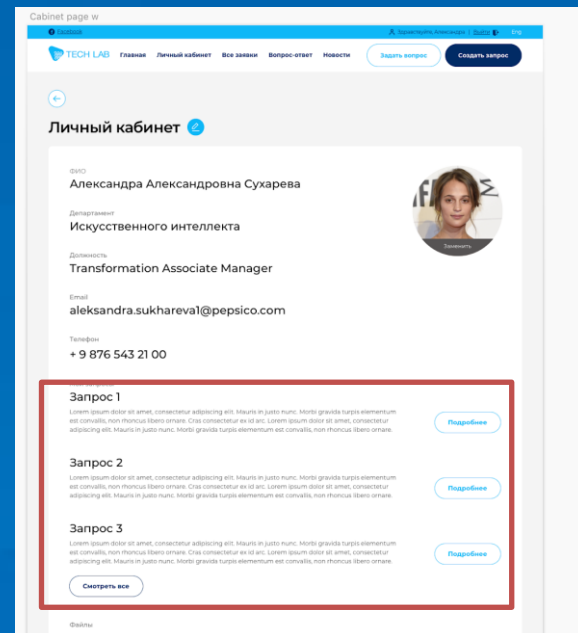 Cabinet page w
Facebook
Здравствуйте, Александра | Выйти
Eng
TECH LAB
Главная Личный кабинет Все заявки Вопрос-ответ Новости
Задать вопрос
Создать запрос
Личный кабинет
ФИО
Александра Александровна Сухарева
Заменить
Департамент
Искусственного интеллекта
Должность
Transformation Associate Manager
Email
aleksandra.sukhareva1@pepsico.com
Телефон
+ 9 876 543 21 00
Запрос 1
Lorem ipsum dolor sit amet, consectetur adipiscing elit. Mauris in justo nunc. Morbi gravida turpis elementum
est convallis, non rhoncus libero ornare. Cras consectetur ex id arc. Lorem ipsum dolor sit amet, consectetur
adipiscing elit. Mauris in justo nunc. Morbi gravida turpis elementum est convallis, non rhoncus libero ornare.
Подробнее
Запрос 2
Lorem ipsum dolor sit amet, consectetur adipiscing elit. Mauris in justo nunc. Morbi gravida turpis elementum
est convallis, non rhoncus libero ornare. Cras consectetur ex id arc. Lorem ipsum dolor sit amet, consectetur
adipiscing elit. Mauris in justo nunc. Morbi gravida turpis elementum est convallis, non rhoncus libero ornare.
Подробнее
Запрос 3
Lorem ipsum dolor sit amet, consectetur adipiscing elit. Mauris in justo nunc. Morbi gravida turpis elementum
est convallis, non rhoncus libero ornare. Cras consectetur ex id arc. Lorem ipsum dolor sit amet, consectetur
adipiscing elit. Mauris in justo nunc. Morbi gravida turpis elementum est convallis, non rhoncus libero ornare.
Подробнее
Смотреть все
Файлы